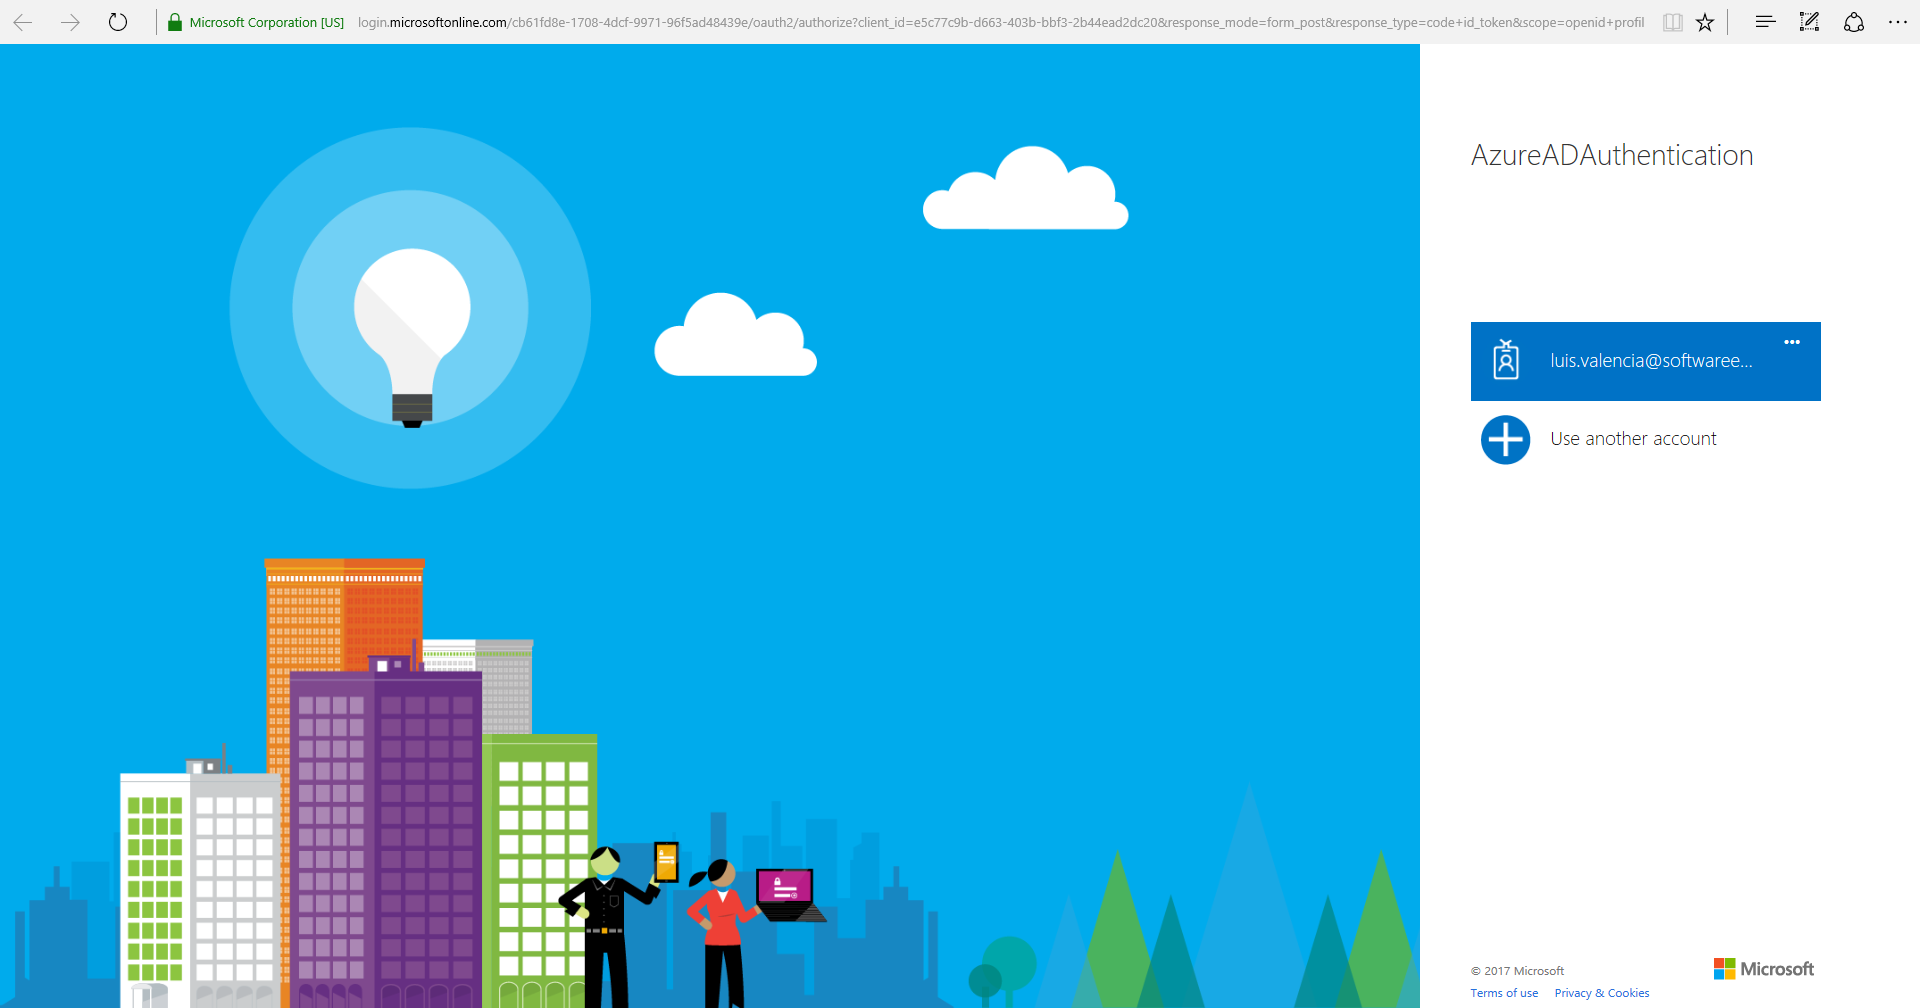 Microsoft Corporation [US] login.microsoftonline.com/cb61fd8e-1708-4dcf-9971-96f5ad48439e/oauth2/authorize?client_id=e5c77c9b-d663-403b-bbf3-2b44ead2dc20&response_mode=form_post&response_type=code+id_token&scope=openid+profil
AzureADAuthentication
luis.valencia@softwaree...
Use another account
© 2017 Microsoft
Microsoft
Terms of use Privacy & Cookies